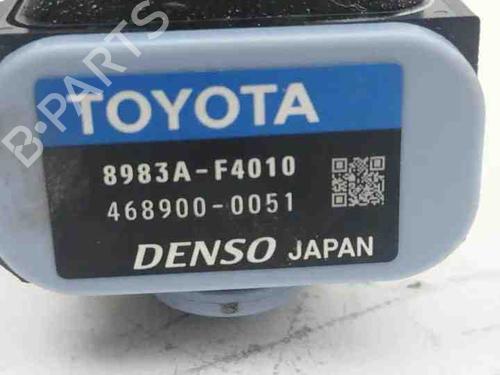 B-PARTS
TOYOTA
8983A-F4010
468900-0051
DENSO JAPAN